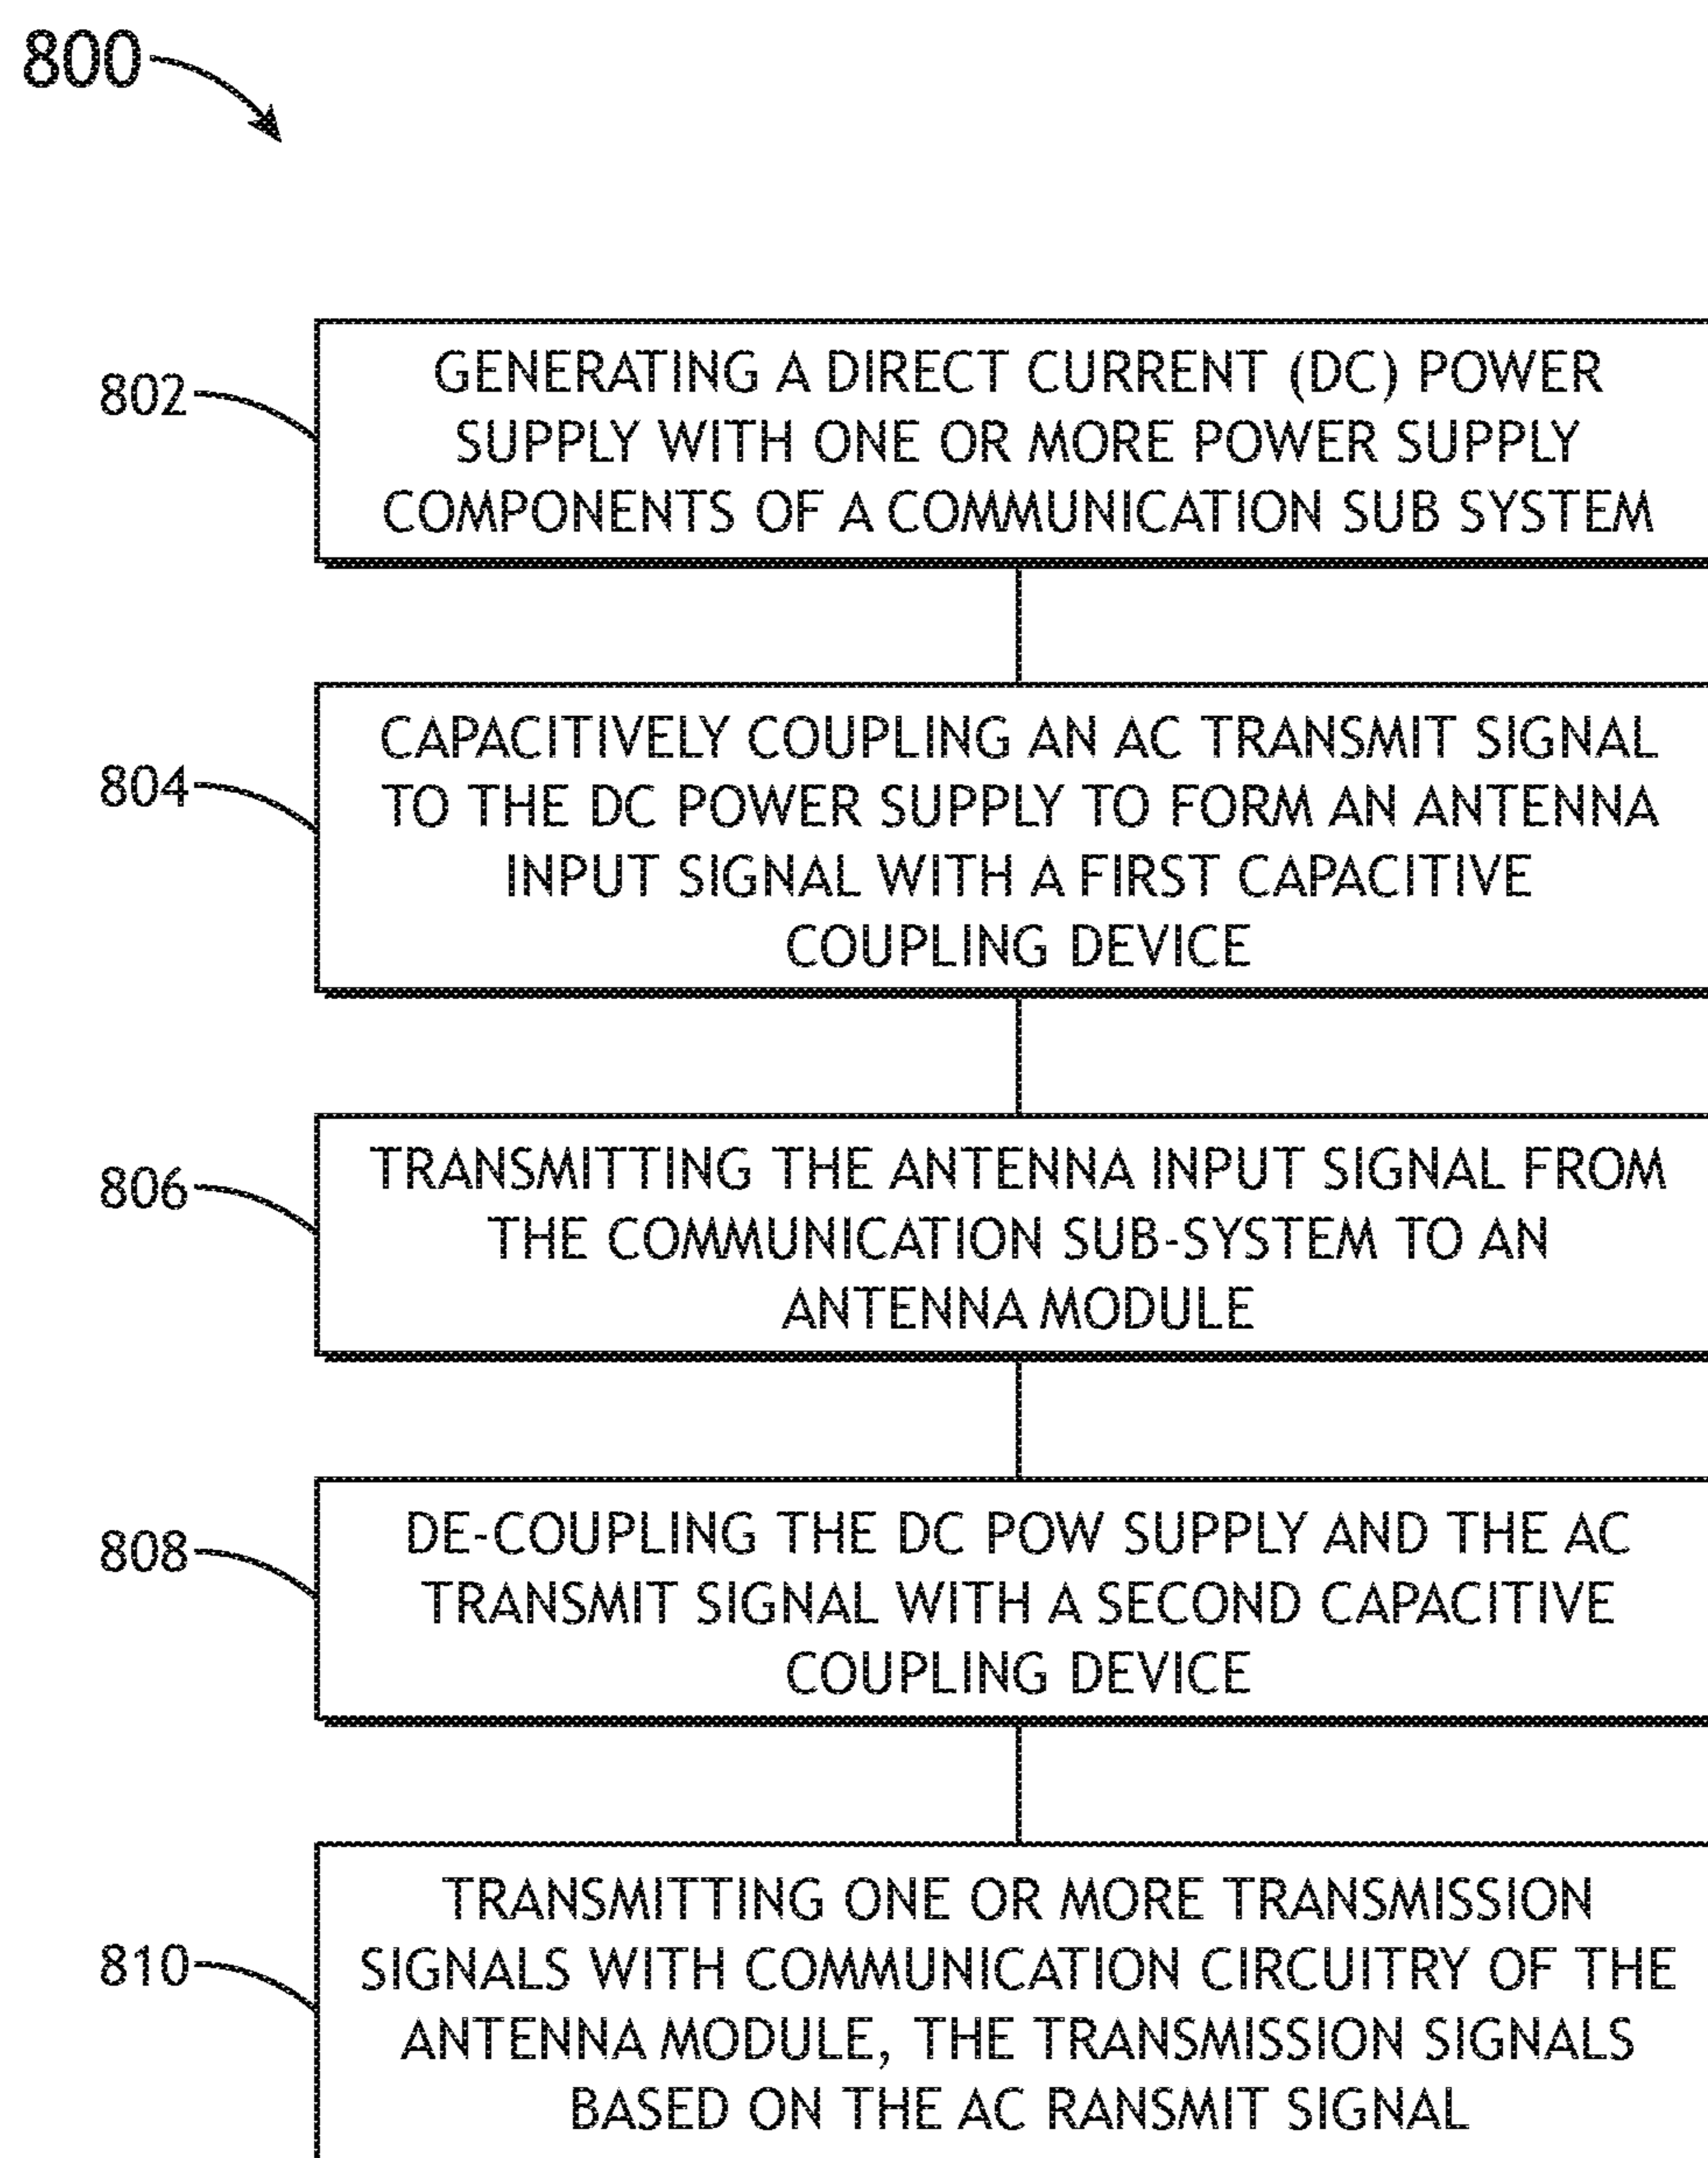 800
802
GENERATING A DIRECT CURRENT (DC) POWER
SUPPLY WITH ONE OR MORE POWER SUPPLY
COMPONENTS OF A COMMUNICATION SUB SYSTEM
804
CAPACITIVELY COUPLING AN AC TRANSMIT SIGNAL
TO THE DC POWER SUPPLY TO FORM AN ANTENNA
INPUT SIGNAL WITH A FIRST CAPACITIVE
COUPLING DEVICE
806
TRANSMITTING THE ANTENNA INPUT SIGNAL FROM
THE COMMUNICATION SUB-SYSTEM TO AN
ANTENNA MODULE
808
DE-COUPLING THE DC POW SUPPLY AND THE AC
TRANSMIT SIGNAL WITH A SECOND CAPACITIVE
COUPLING DEVICE
810
TRANSMITTING ONE OR MORE TRANSMISSION
SIGNALS WITH COMMUNICATION CIRCUITRY OF THE
ANTENNA MODULE, THE TRANSMISSION SIGNALS
BASED ON THE AC RANSMIT SIGNAL